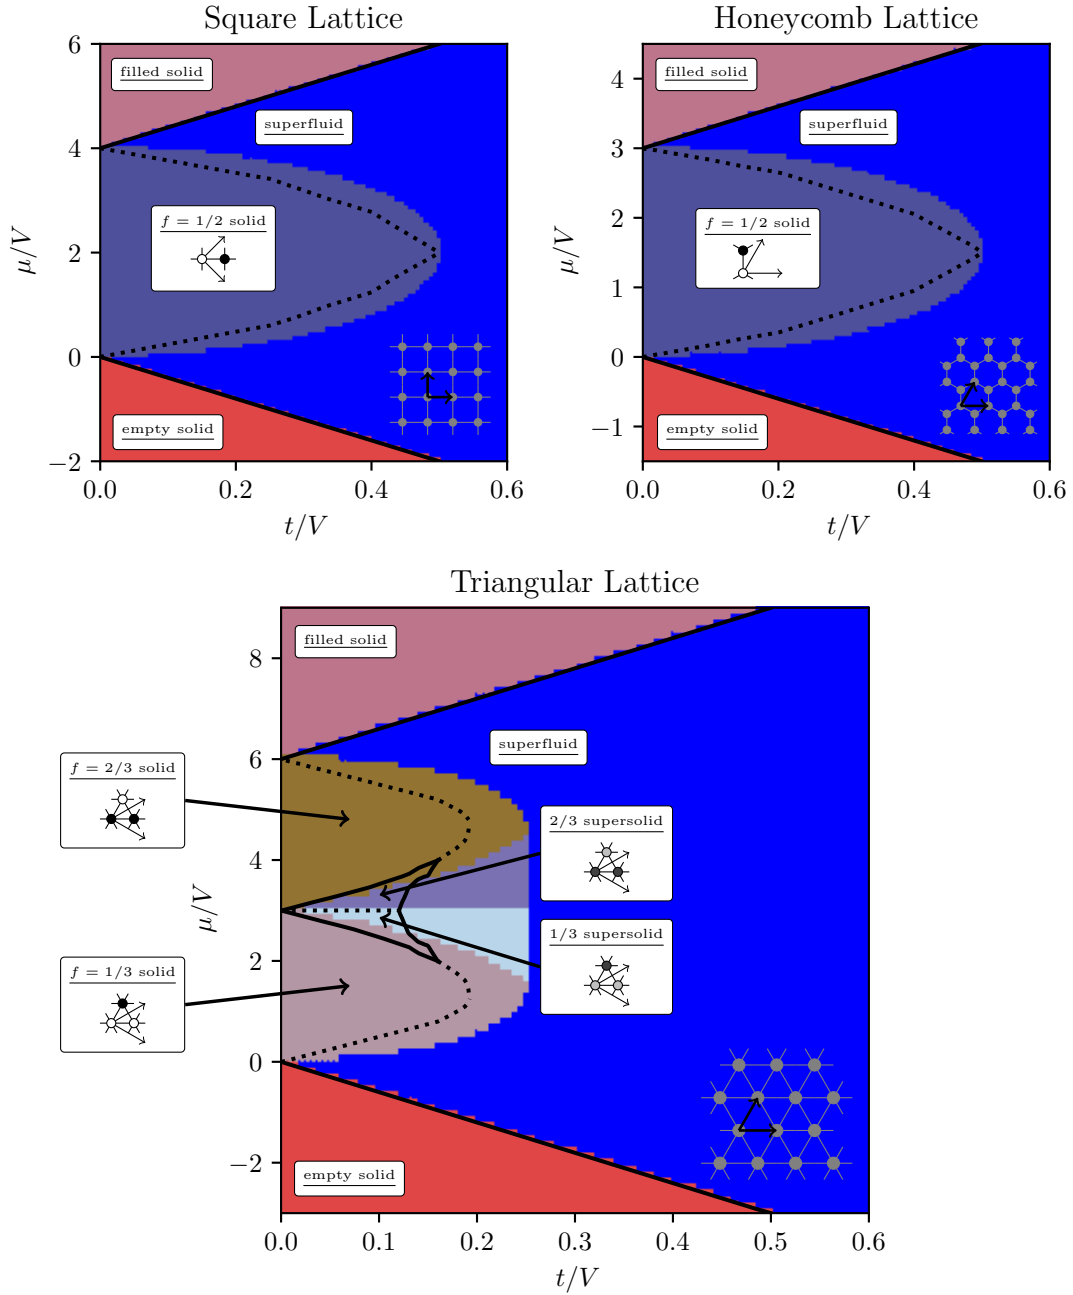 Square Lattice
Honeycomb Lattice
6
4
2
0
−2
μ/V
filled solid
superfluid
f = 1/2 solid
empty solid
0.0 0.2 0.4 0.6
t/V
4
3
2
1
0
−1
μ/V
filled solid
superfluid
f = 1/2 solid
empty solid
0.0 0.2 0.4 0.6
t/V
Triangular Lattice
8
6
4
2
0
−2
μ/V
filled solid
superfluid
f = 2/3 solid
2/3 supersolid
1/3 supersolid
f = 1/3 solid
empty solid
0.0 0.1 0.2 0.3 0.4 0.5 0.6
t/V